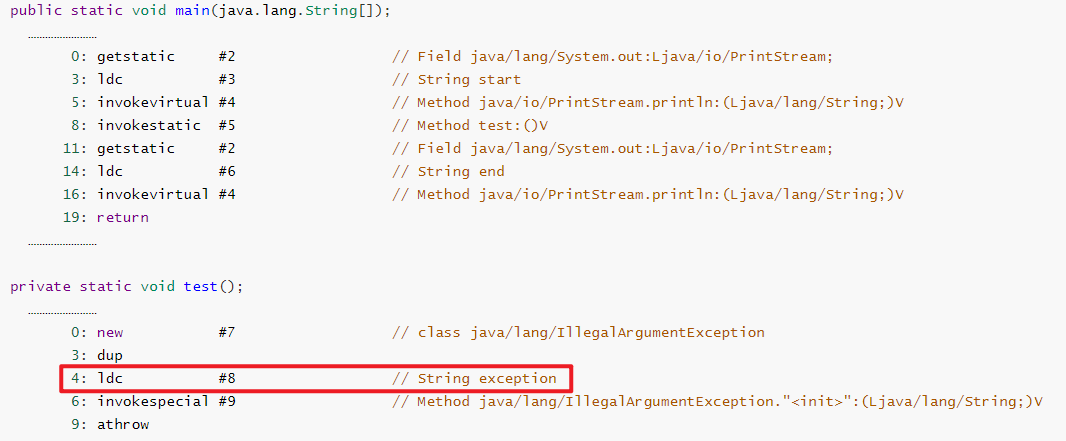 public static void main(java.lang.String[]);
........................
0: getstatic #2 // Field java/lang/System.out:Ljava/io/PrintStream;
3: ldc #3 // String start
5: invokevirtual #4 // Method java/io/PrintStream.println:(Ljava/lang/String;)V
8: invokestatic #5 // Method test:()V
11: getstatic #2 // Field java/lang/System.out:Ljava/io/PrintStream;
14: ldc #6 // String end
16: invokevirtual #4 // Method java/io/PrintStream.println:(Ljava/lang/String;)V
19: return
........................
private static void test();
........................
0: new #7 // class java/lang/IllegalArgumentException
3: dup
4: ldc #8 // String exception
6: invokespecial #9 // Method java/lang/IllegalArgumentException."<init>":(Ljava/lang/String;)V
9: athrow